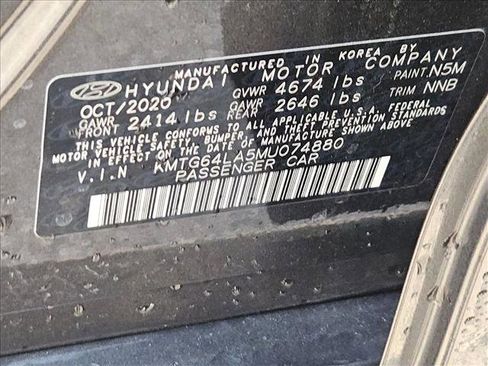 MANUFACTURED IN KOREA BY
HYUNDAI MOTOR COMPANY
OCT/2020 GVWR 4674 lbs PAINT. N5M
GAWR FRONT 2414 lbs GAWR REAR 2646 lbs TRIM NNB
THIS VEHICLE CONFORMS TO ALL APPLICABLE U.S.A. FEDERAL
MOTOR VEHICLE SAFETY, BUMPER, AND THEFT PREVENTION STANDARDS
IN EFFECT ON THE DATE OF MANUFACTURE SHOWN ABOVE.
V.I.N KMTG64LA5MU074880
PASSENGER CAR